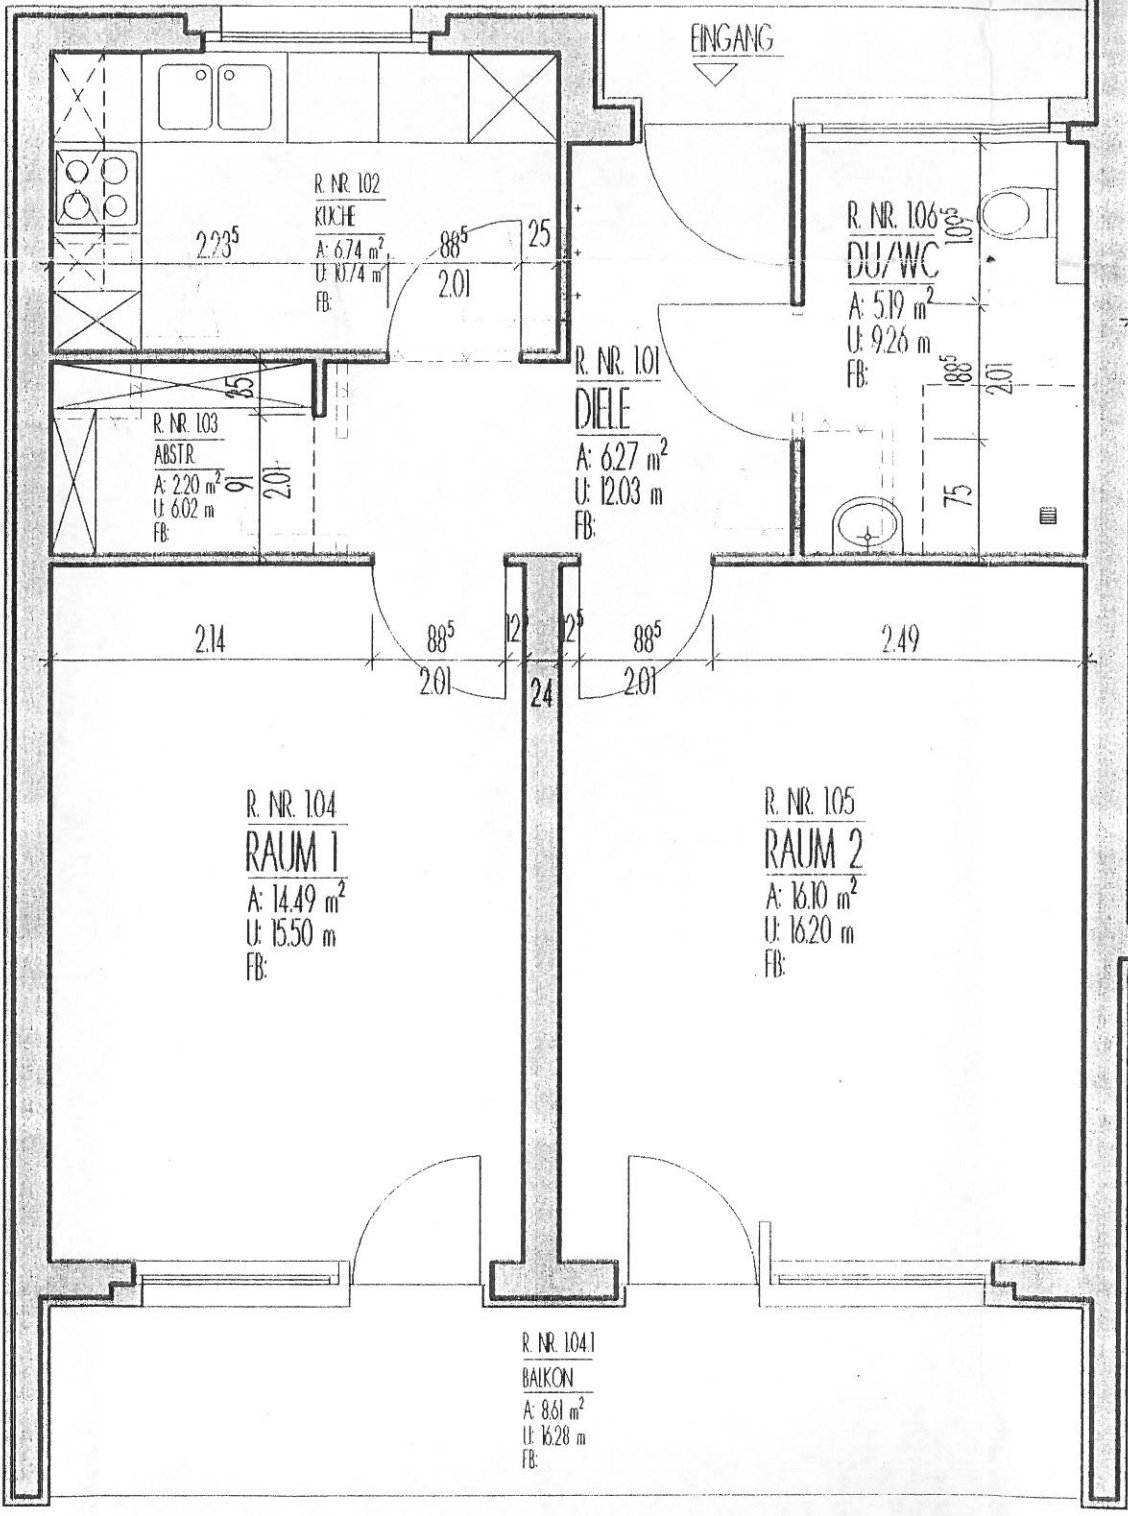 EINGANG
R. NR. 1.02
KÜCHE
A: 6.74 m²
U: 10.74 m
FB:
2.23⁵
88⁵
2.01
25
R. NR. 1.06
DU/WC
A: 5.19 m²
U: 9.26 m
FB:
1.09⁵
88⁵
2.01
75
R. NR. 1.01
DIELE
A: 6.27 m²
U: 12.03 m
FB:
R. NR. 1.03
ABSTR.
A: 2.20 m²
U: 6.02 m
FB:
35
91
2.01
2.14
88⁵
2.01
12⁵
24
12⁵
88⁵
2.01
2.49
R. NR. 1.04
RAUM 1
A: 14.49 m²
U: 15.50 m
FB:
R. NR. 1.05
RAUM 2
A: 16.10 m²
U: 16.20 m
FB:
R. NR. 1.04.1
BALKON
A: 8.61 m²
U: 16.28 m
FB: